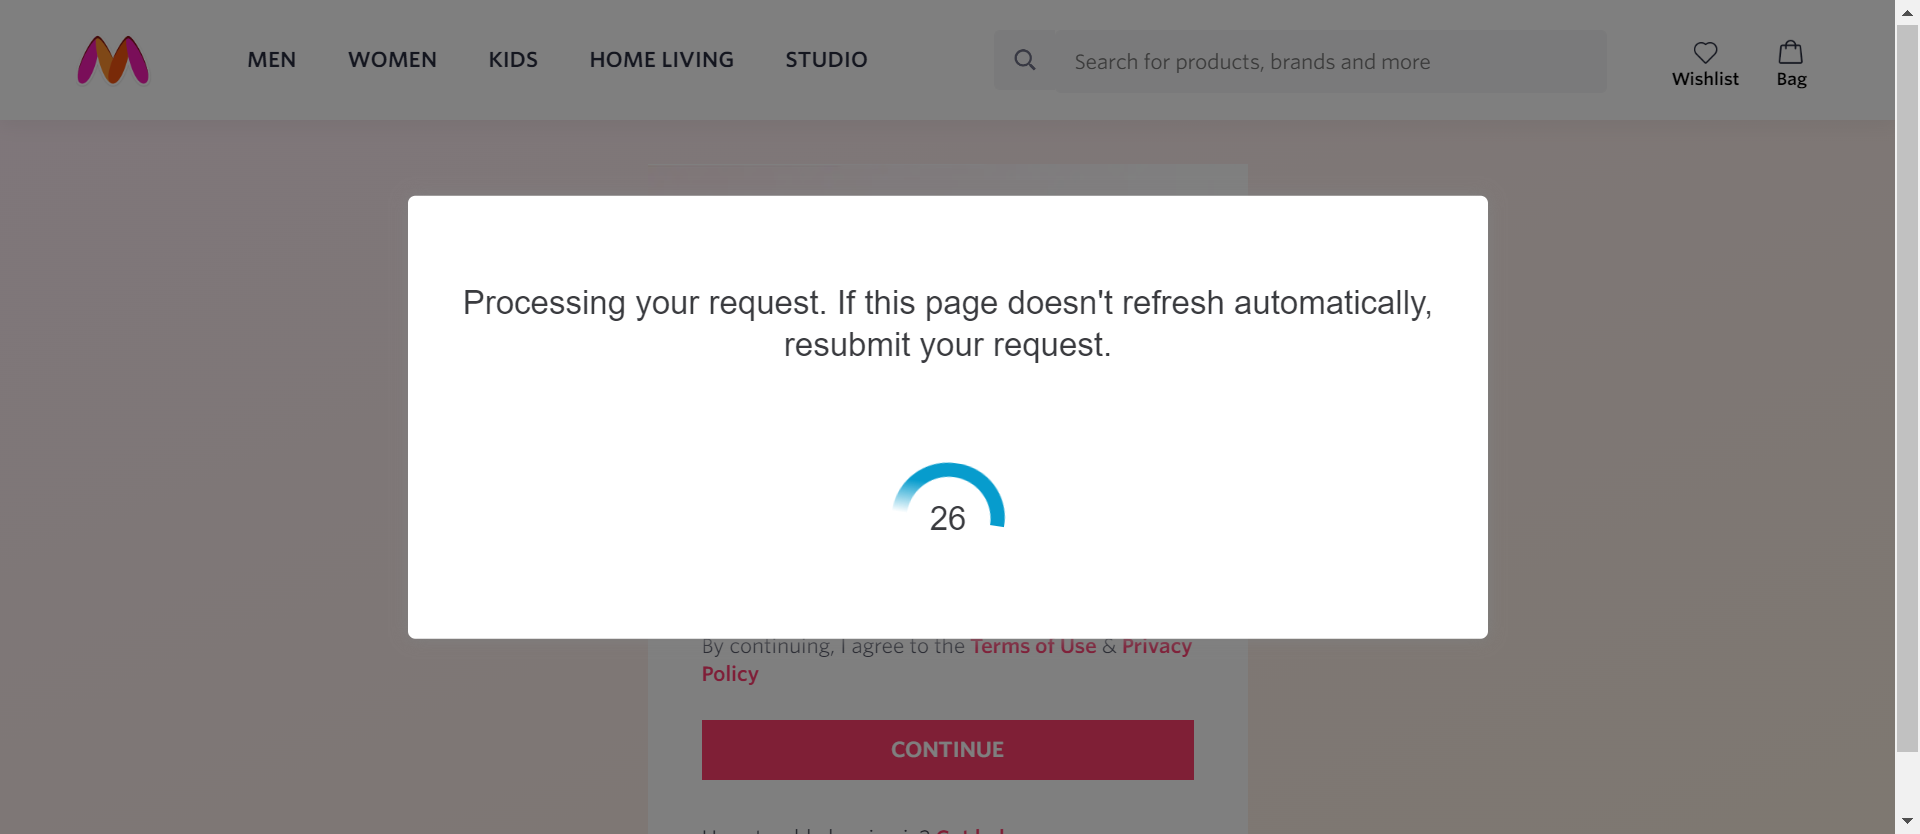 MEN WOMEN KIDS HOME LIVING STUDIO
Search for products, brands and more
Wishlist Bag
Processing your request. If this page doesn't refresh automatically,
resubmit your request.
26
By continuing, I agree to the Terms of Use & Privacy
Policy
CONTINUE